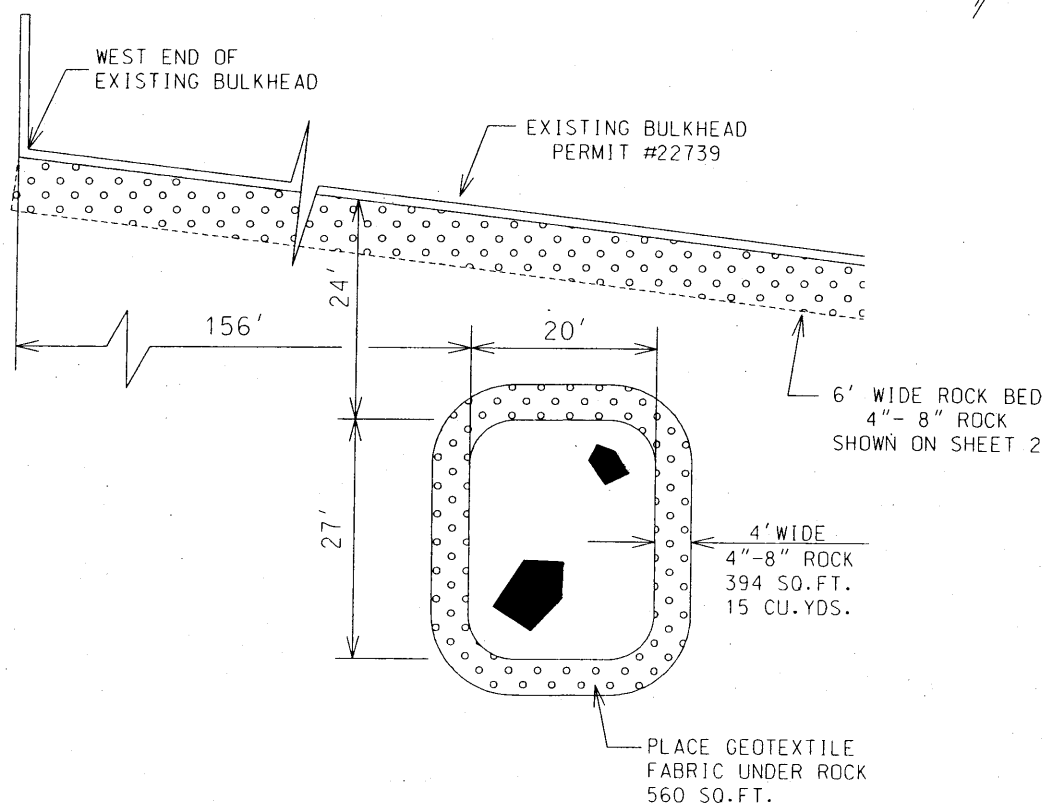 WEST END OF
EXISTING BULKHEAD
EXISTING BULKHEAD
PERMIT #22739
24'
156'
20'
6' WIDE ROCK BED
4"- 8" ROCK
SHOWN ON SHEET 2
27'
4'WIDE
4"-8" ROCK
394 SQ.FT.
15 CU.YDS.
PLACE GEOTEXTILE
FABRIC UNDER ROCK
560 SQ.FT.